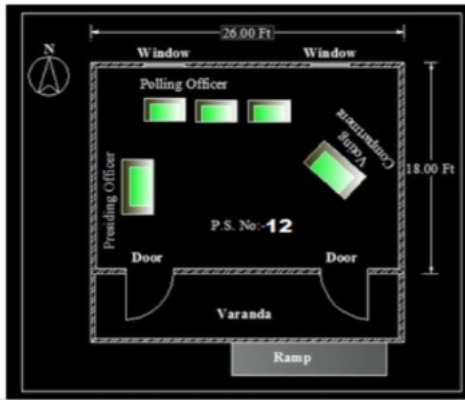 26.00 Ft
N
Window
Window
Polling Officer
Voting
Compartment
18.00 Ft
Presiding Officer
P.S. No:-12
Door
Door
Varanda
Ramp